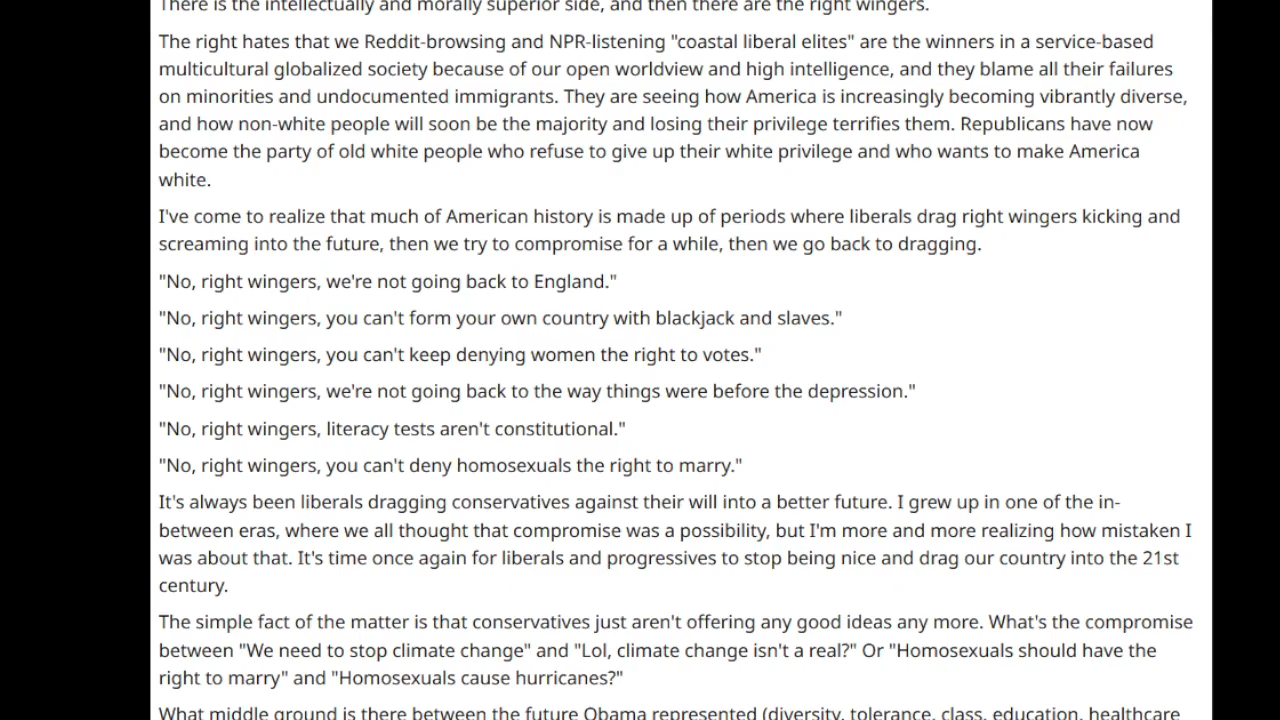 There is the intellectually and morally superior side, and then there are the right wingers.
The right hates that we Reddit-browsing and NPR-listening "coastal liberal elites" are the winners in a service-based
multicultural globalized society because of our open worldview and high intelligence, and they blame all their failures
on minorities and undocumented immigrants. They are seeing how America is increasingly becoming vibrantly diverse,
and how non-white people will soon be the majority and losing their privilege terrifies them. Republicans have now
become the party of old white people who refuse to give up their white privilege and who wants to make America
white.
I've come to realize that much of American history is made up of periods where liberals drag right wingers kicking and
screaming into the future, then we try to compromise for a while, then we go back to dragging.
"No, right wingers, we're not going back to England."
"No, right wingers, you can't form your own country with blackjack and slaves."
"No, right wingers, you can't keep denying women the right to votes."
"No, right wingers, we're not going back to the way things were before the depression."
"No, right wingers, literacy tests aren't constitutional."
"No, right wingers, you can't deny homosexuals the right to marry."
It's always been liberals dragging conservatives against their will into a better future. I grew up in one of the in-
between eras, where we all thought that compromise was a possibility, but I'm more and more realizing how mistaken I
was about that. It's time once again for liberals and progressives to stop being nice and drag our country into the 21st
century.
The simple fact of the matter is that conservatives just aren't offering any good ideas any more. What's the compromise
between "We need to stop climate change" and "Lol, climate change isn't a real?" Or "Homosexuals should have the
right to marry" and "Homosexuals cause hurricanes?"
What middle ground is there between the future Obama represented (diversity, tolerance, class, education, healthcare